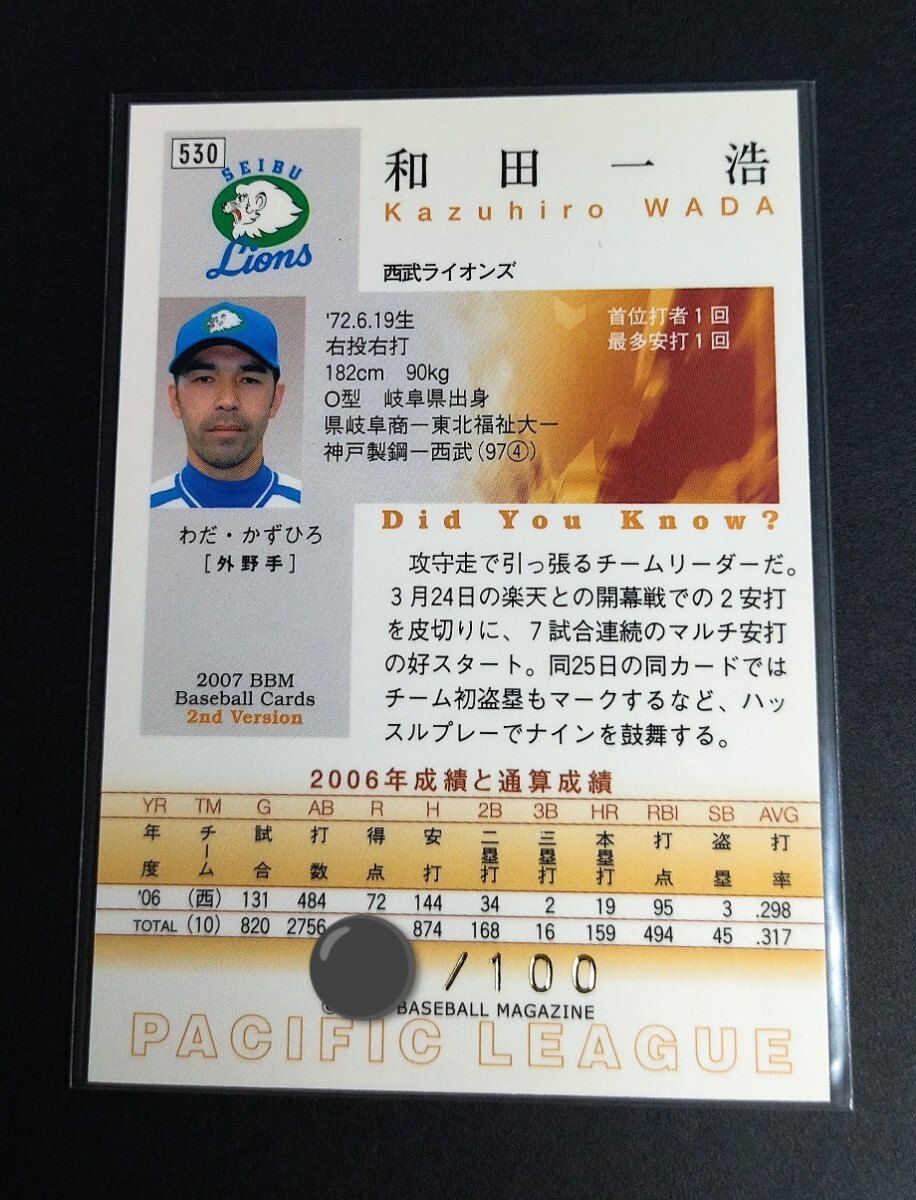 530
SEIBU
Lions
和田一浩
Kazuhiro WADA
西武ライオンズ
'72.6.19生
右投右打
182cm 90kg
O型 岐阜県出身
県岐阜商ー東北福祉大ー
神戸製鋼ー西武(97④)
首位打者1回
最多安打1回
わだ・かずひろ
[外野手]
2007 BBM
Baseball Cards
2nd Version
Did You Know?
攻守走で引っ張るチームリーダーだ。
3月24日の楽天との開幕戦での2安打
を皮切りに、7試合連続のマルチ安打
の好スタート。同25日の同カードでは
チーム初盗塁もマークするなど、ハッ
スルプレーでナインを鼓舞する。
2006年成績と通算成績
YR TM G AB R H 2B 3B HR RBI SB AVG
年度 チーム 試合 打数 得点 安打 二塁打 三塁打 本塁打 打点 盗塁 打率
'06 (西) 131 484 72 144 34 2 19 95 3 .298
TOTAL (10) 820 2756 874 168 16 159 494 45 .317
/100
BASEBALL MAGAZINE
PACIFIC LEAGUE